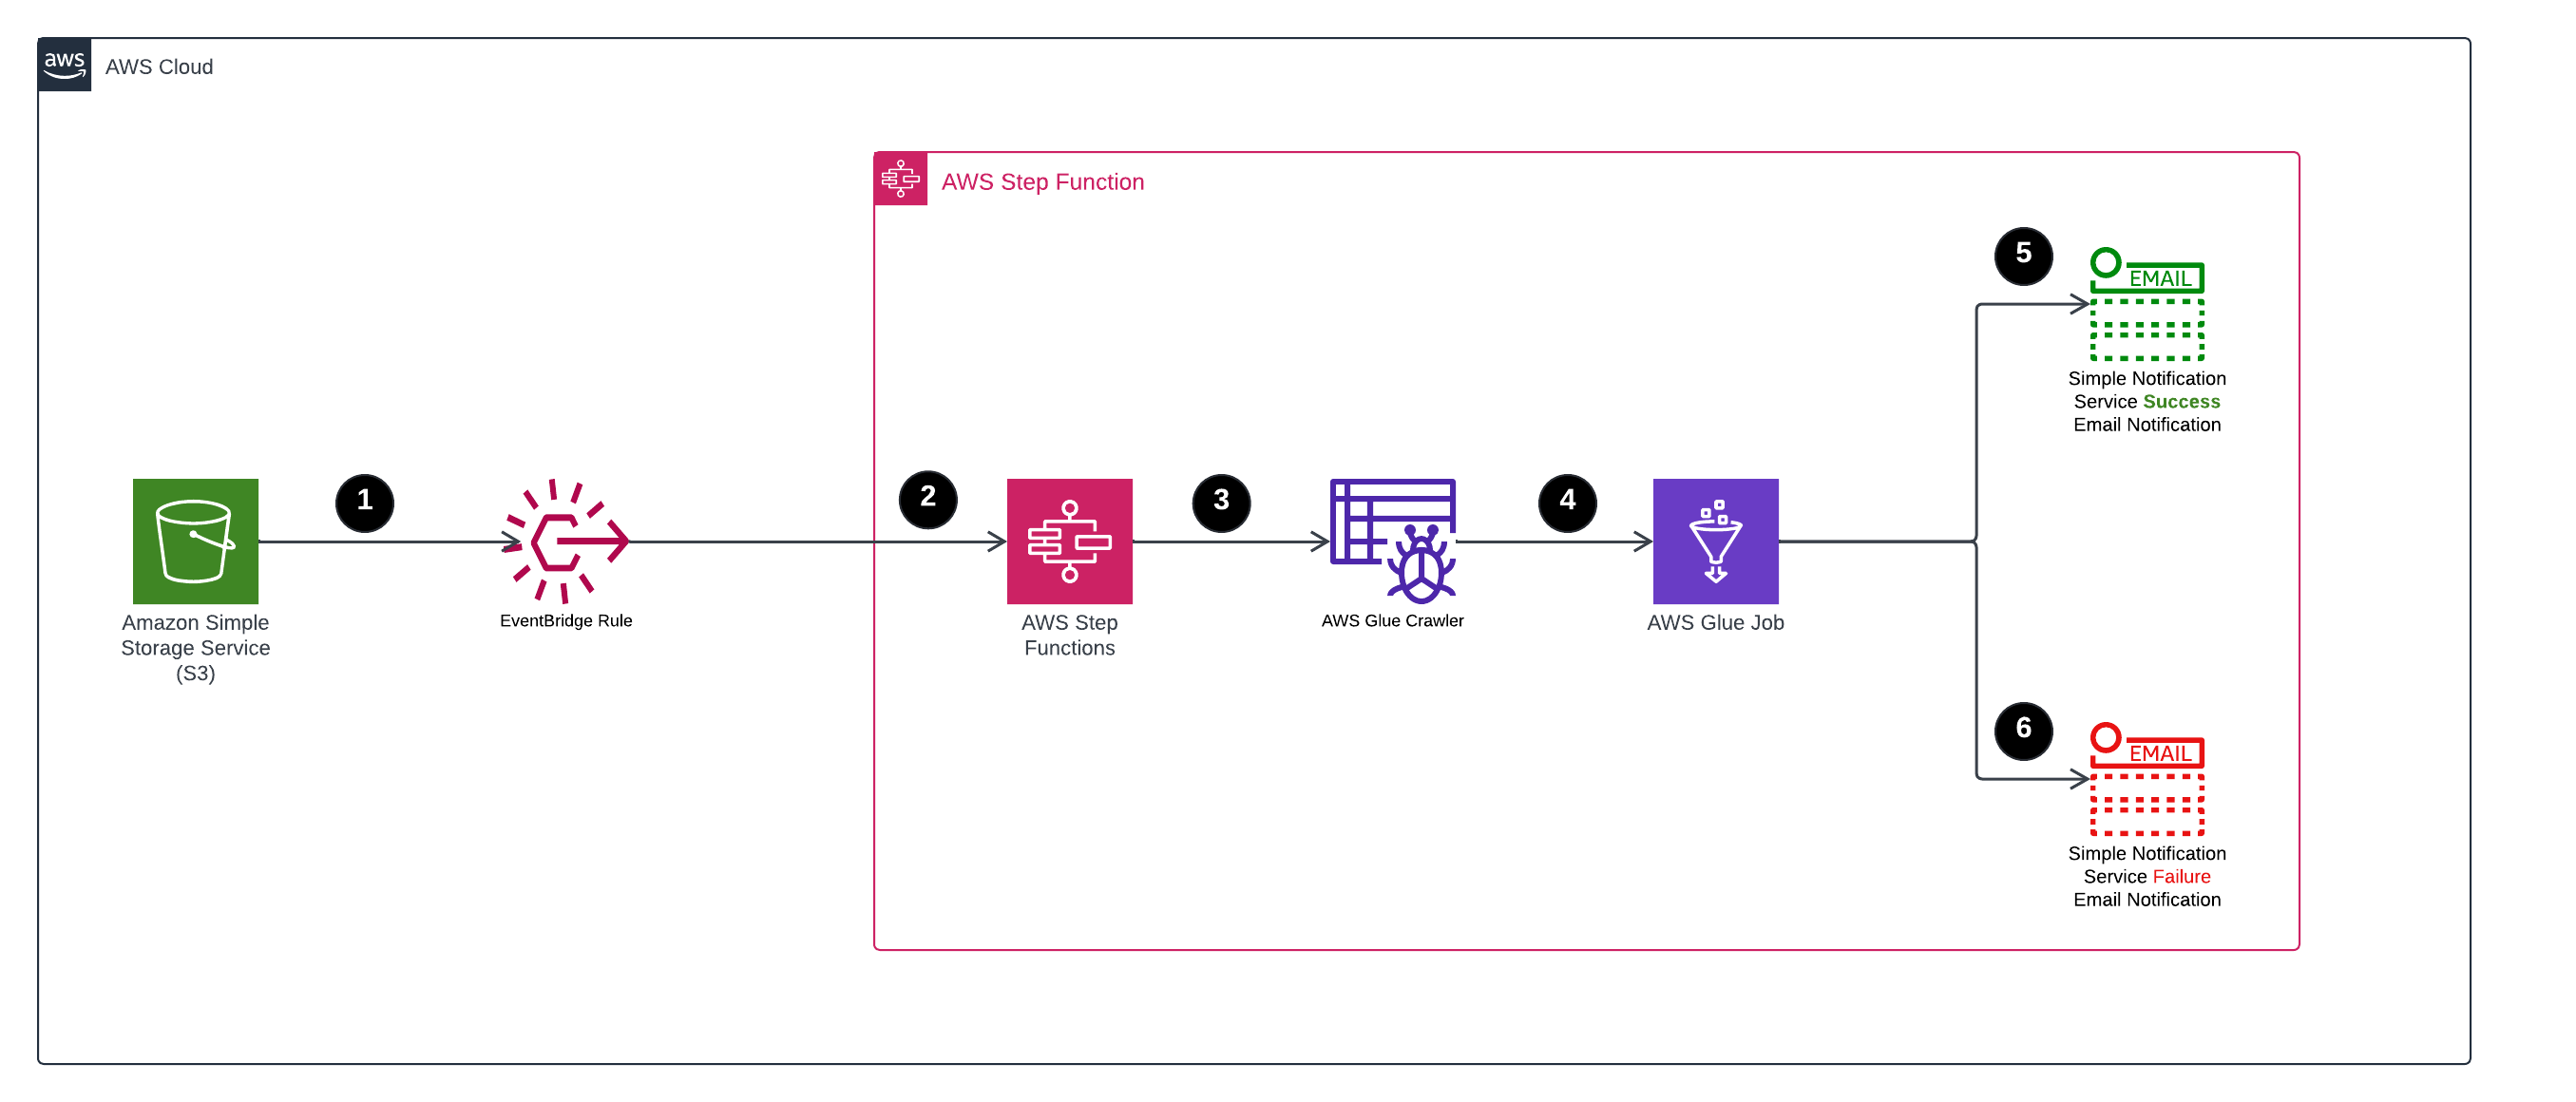 aws
AWS Cloud
AWS Step Function
5
EMAIL
Simple Notification
Service Success
Email Notification
1
2
3
4
Amazon Simple
Storage Service
(S3)
EventBridge Rule
AWS Step
Functions
AWS Glue Crawler
AWS Glue Job
6
EMAIL
Simple Notification
Service Failure
Email Notification